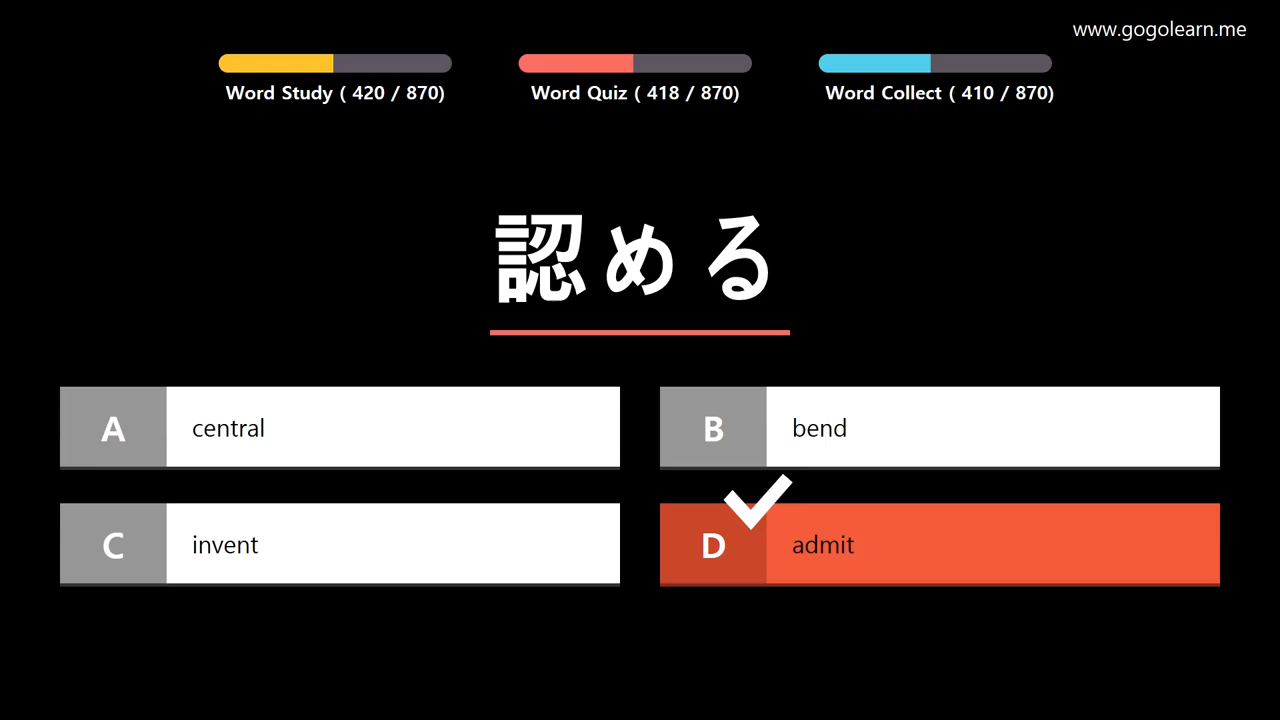 www.gogolearn.me
Word Study ( 420 / 870)
Word Quiz ( 418 / 870)
Word Collect ( 410 / 870)
認める
A central
B bend
C invent
D admit